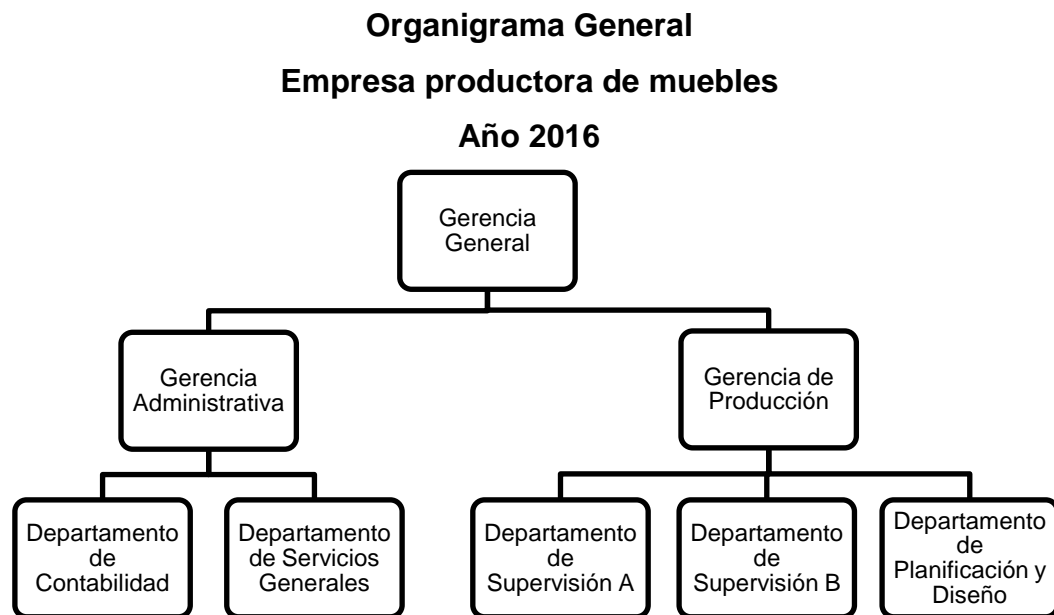 Organigrama General
Empresa productora de muebles
Año 2016
Gerencia
General
Gerencia
Administrativa
Gerencia de
Producción
Departamento
de
Contabilidad
Departamento
de Servicios
Generales
Departamento
de
Supervisión A
Departamento
de
Supervisión B
Departamento
de
Planificación y
Diseño